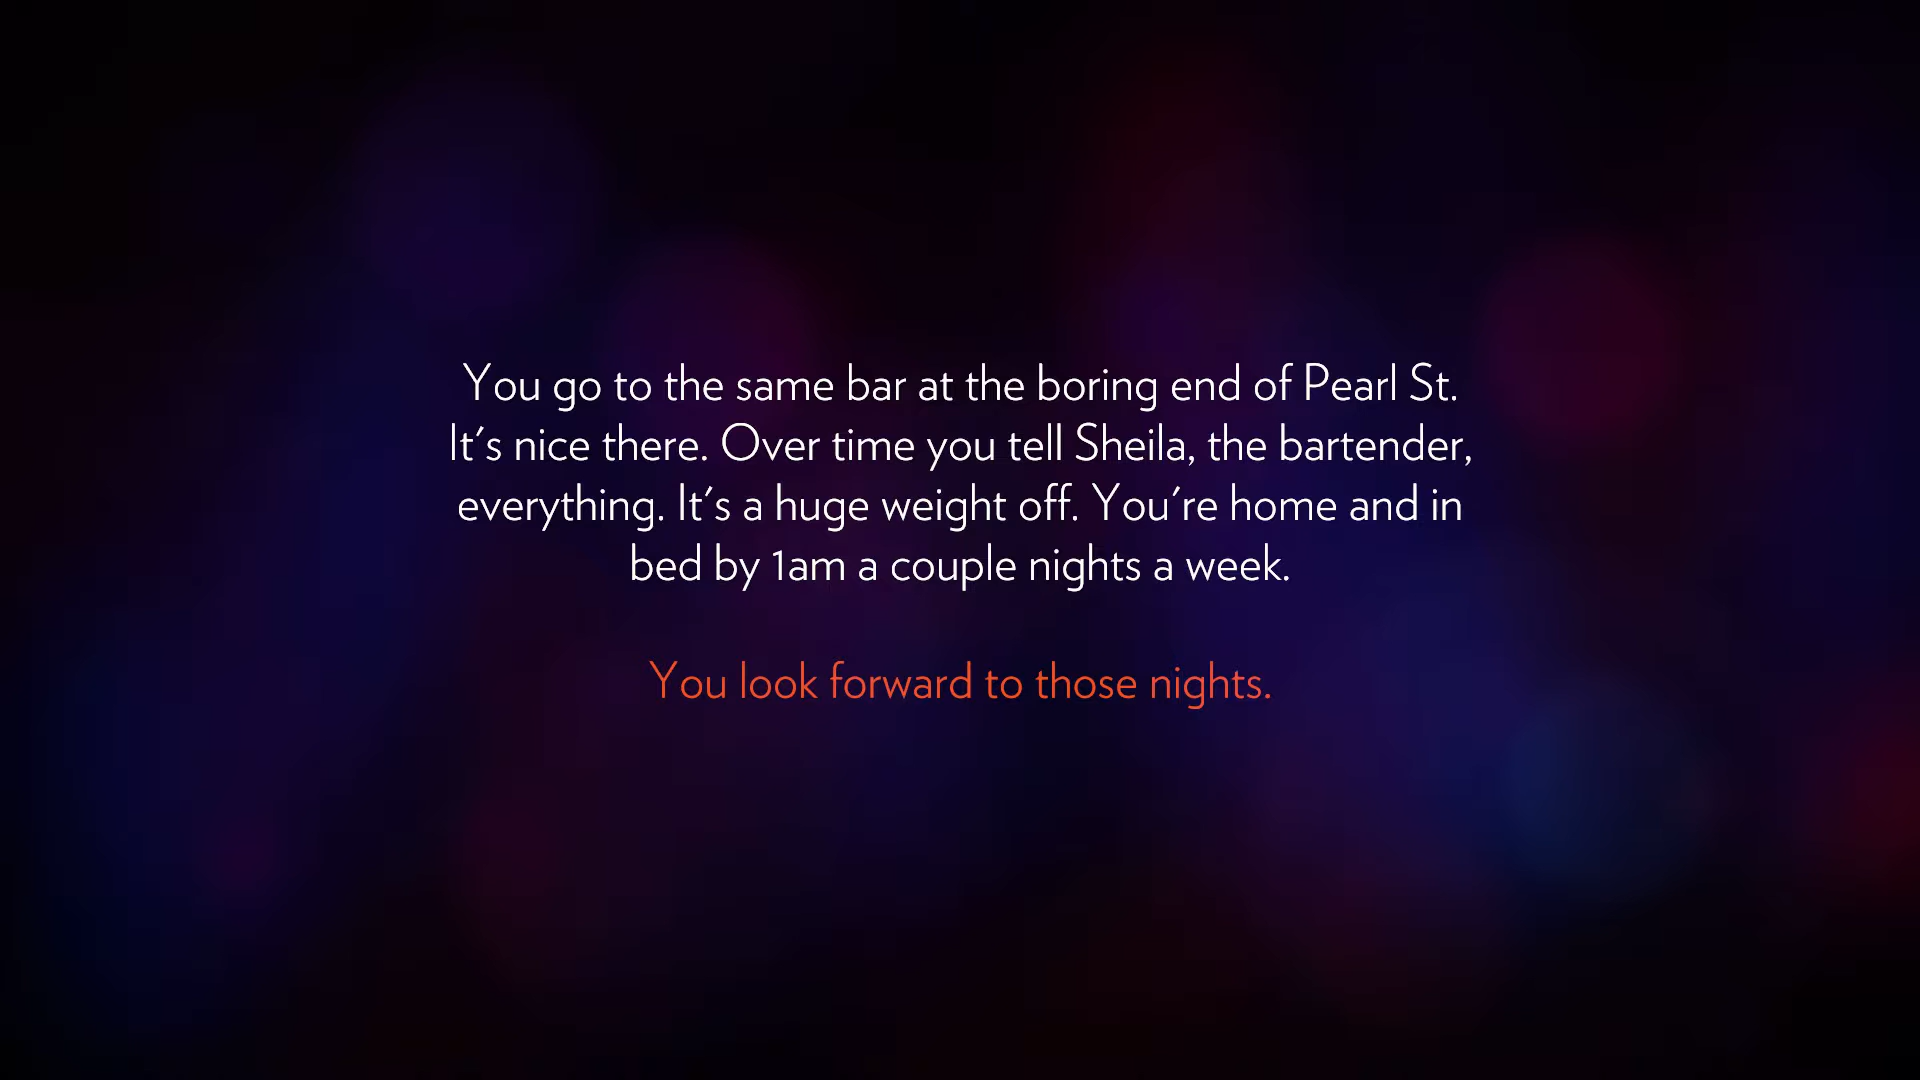 You go to the same bar at the boring end of Pearl St.
It's nice there. Over time you tell Sheila, the bartender,
everything. It's a huge weight off. You're home and in
bed by 1am a couple nights a week.
You look forward to those nights.